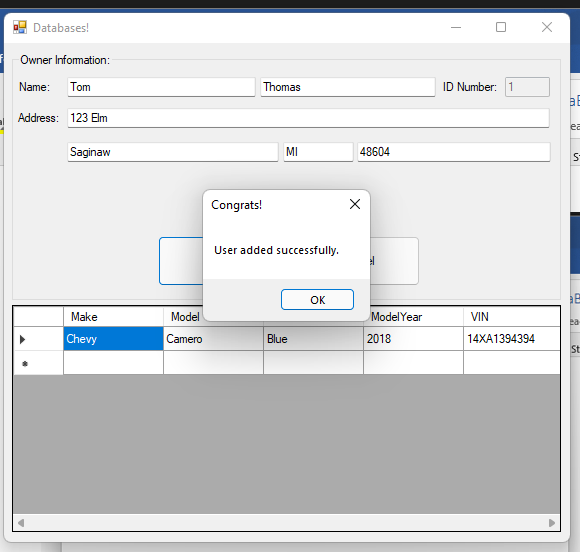 Databases!
Owner Information:
Name: Tom Thomas ID Number: 1
Address: 123 Elm
Saginaw MI 48604
Congrats!
User added successfully.
OK
Make Model ModelYear VIN
Chevy Camero Blue 2018 14XA1394394